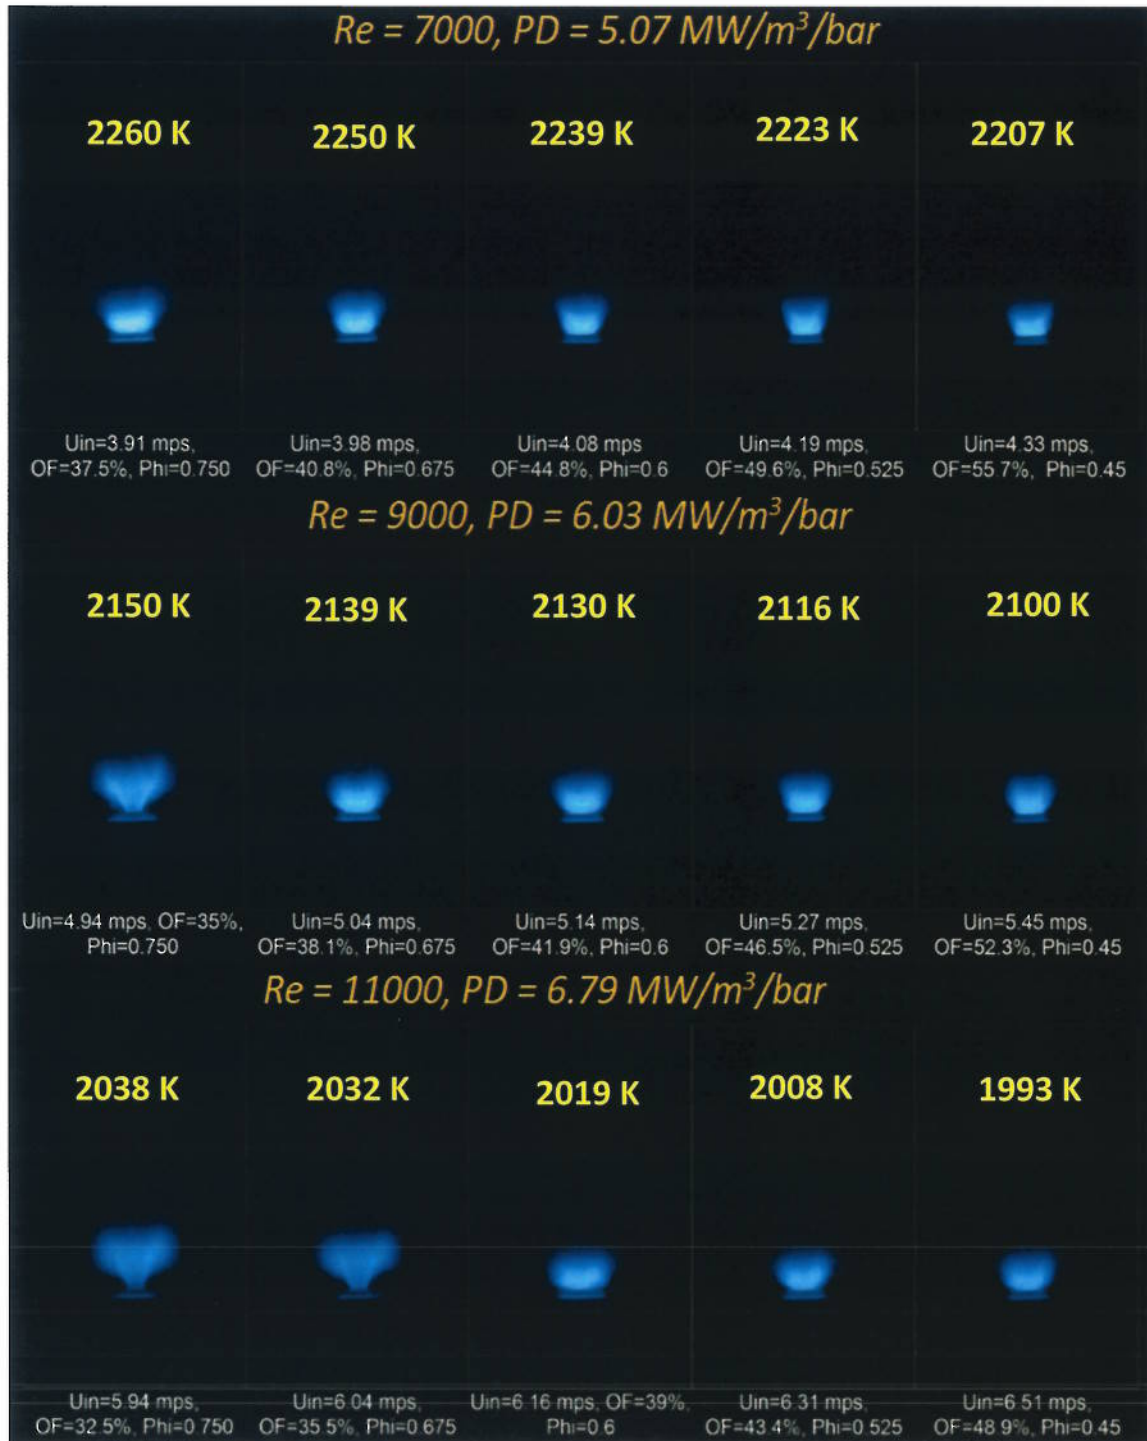 Re = 7000, PD = 5.07 MW/m³/bar
2260 K
2250 K
2239 K
2223 K
2207 K
Uin=3.91 mps,
OF=37.5%, Phi=0.750
Uin=3.98 mps,
OF=40.8%, Phi=0.675
Uin=4.08 mps
OF=44.8%, Phi=0.6
Uin=4.19 mps,
OF=49.6%, Phi=0.525
Uin=4.33 mps,
OF=55.7%, Phi=0.45
Re = 9000, PD = 6.03 MW/m³/bar
2150 K
2139 K
2130 K
2116 K
2100 K
Uin=4.94 mps, OF=35%,
Phi=0.750
Uin=5.04 mps,
OF=38.1%, Phi=0.675
Uin=5.14 mps,
OF=41.9%, Phi=0.6
Uin=5.27 mps,
OF=46.5%, Phi=0.525
Uin=5.45 mps,
OF=52.3%, Phi=0.45
Re = 11000, PD = 6.79 MW/m³/bar
2038 K
2032 K
2019 K
2008 K
1993 K
Uin=5.94 mps,
OF=32.5%, Phi=0.750
Uin=6.04 mps,
OF=35.5%, Phi=0.675
Uin=6.16 mps, OF=39%,
Phi=0.6
Uin=6.31 mps,
OF=43.4%, Phi=0.525
Uin=6.51 mps,
OF=48.9%, Phi=0.45